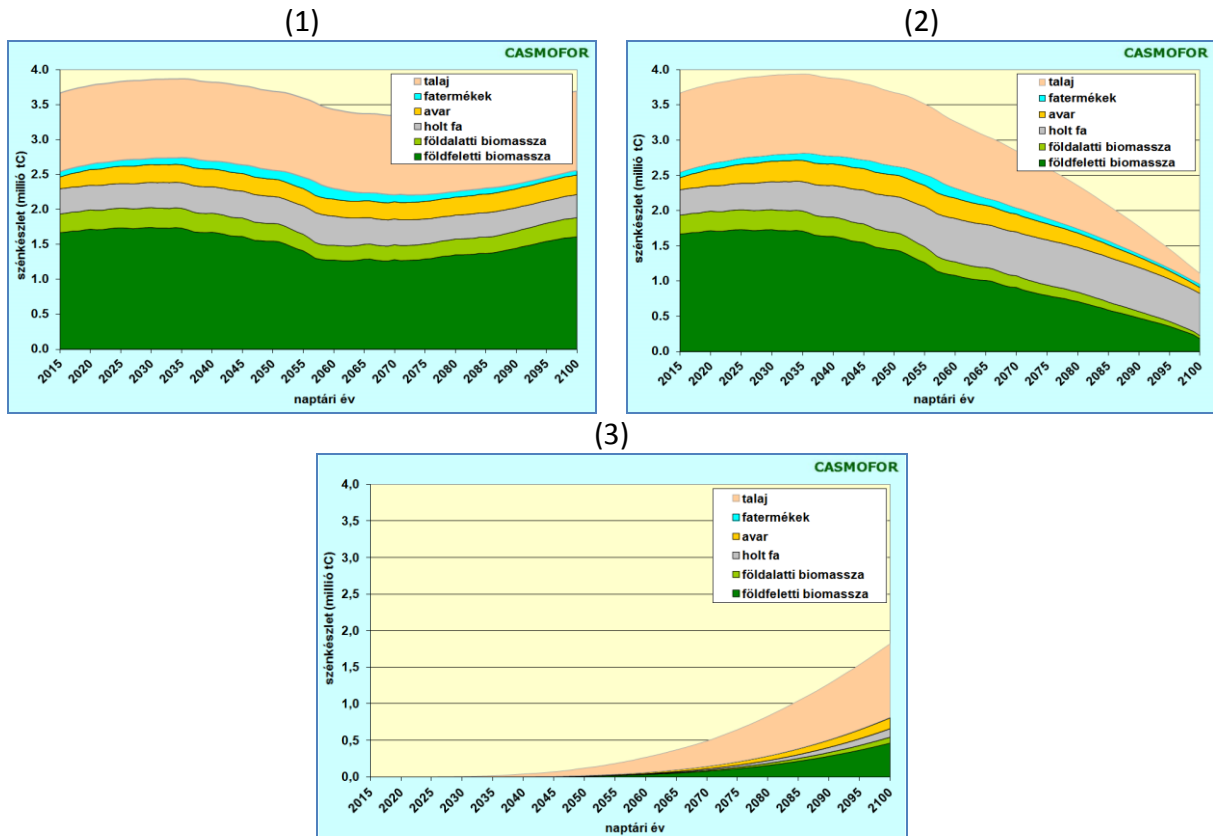 (1)
CASMOFOR
szénkészlet (millió tC)
4.0
3.5
3.0
2.5
2.0
1.5
1.0
0.5
0.0
talaj
fatermékek
avar
holt fa
földalatti biomassza
földfeletti biomassza
2015 2020 2025 2030 2035 2040 2045 2050 2055 2060 2065 2070 2075 2080 2085 2090 2095 2100
naptári év
(2)
CASMOFOR
szénkészlet (millió tC)
4.0
3.5
3.0
2.5
2.0
1.5
1.0
0.5
0.0
talaj
fatermékek
avar
holt fa
földalatti biomassza
földfeletti biomassza
2015 2020 2025 2030 2035 2040 2045 2050 2055 2060 2065 2070 2075 2080 2085 2090 2095 2100
naptári év
(3)
CASMOFOR
szénkészlet (millió tC)
4,0
3,5
3,0
2,5
2,0
1,5
1,0
0,5
0,0
talaj
fatermékek
avar
holt fa
földalatti biomassza
földfeletti biomassza
2015 2020 2025 2030 2035 2040 2045 2050 2055 2060 2065 2070 2075 2080 2085 2090 2095 2100
naptári év